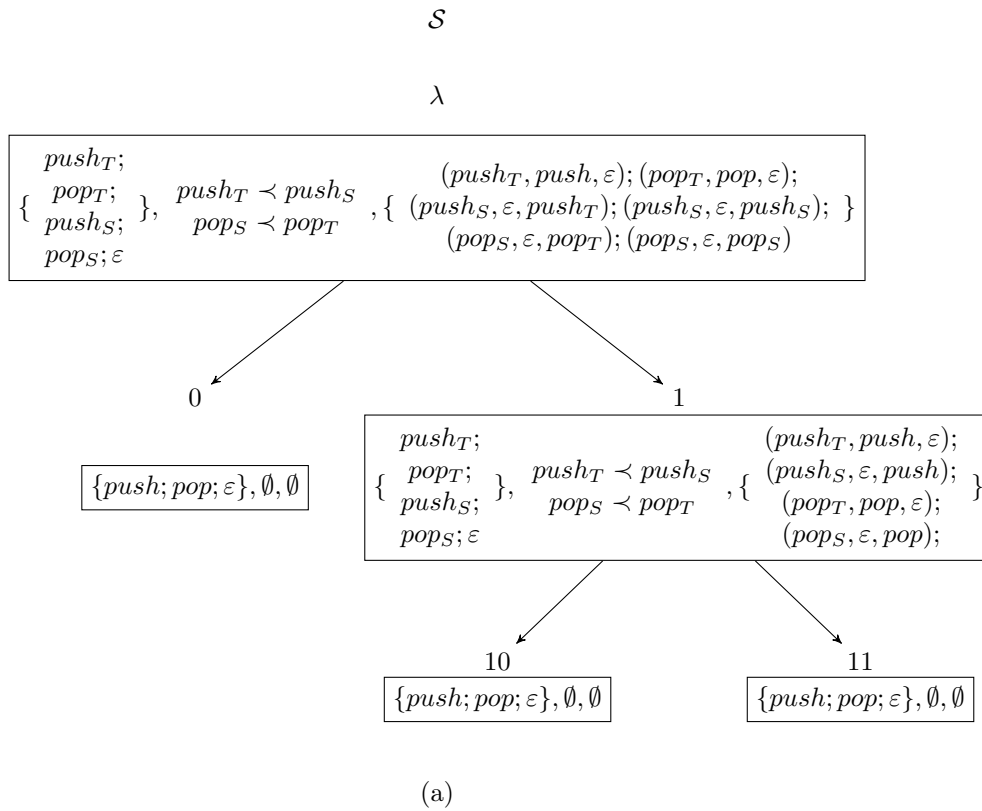 𝒮
λ
{ push_T; pop_T; push_S; pop_S; ε }, push_T ≺ push_S pop_S ≺ pop_T , { (push_T, push, ε); (pop_T, pop, ε); (push_S, ε, push_T); (push_S, ε, push_S); (pop_S, ε, pop_T); (pop_S, ε, pop_S) }
0
1
{push; pop; ε}, ∅, ∅
{ push_T; pop_T; push_S; pop_S; ε }, push_T ≺ push_S pop_S ≺ pop_T , { (push_T, push, ε); (push_S, ε, push); (pop_T, pop, ε); (pop_S, ε, pop); }
10
11
{push; pop; ε}, ∅, ∅
{push; pop; ε}, ∅, ∅
(a)